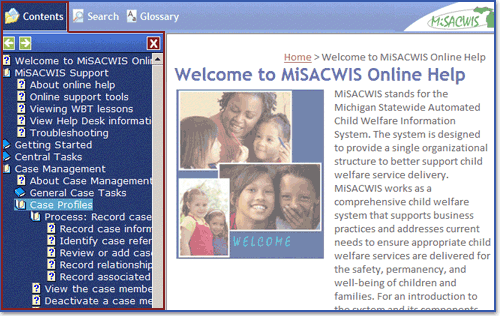 Contents Search Glossary
MiSACWIS
Welcome to MiSACWIS Onlin
MiSACWIS Support
About online help
Online support tools
Viewing WBT lessons
View Help Desk information
Troubleshooting
Getting Started
Central Tasks
Case Management
About Case Management
General Case Tasks
Case Profiles
Process: Record case
Record case inform
Identify case refer
Review or add case
Record relationship
Record associated
View the case membe
Deactivate a case me
Home > Welcome to MiSACWIS Online Help
Welcome to MiSACWIS Online Help
WELCOME
MiSACWIS stands for the
Michigan Statewide Automated
Child Welfare Information
System. The system is designed
to provide a single organizational
structure to better support child
welfare service delivery.
MiSACWIS works as a
comprehensive child welfare
system that supports business
practices and addresses current
needs to ensure appropriate child
welfare services are delivered for
the safety, permanency, and
well-being of children and
families. For an introduction to
the system and its components